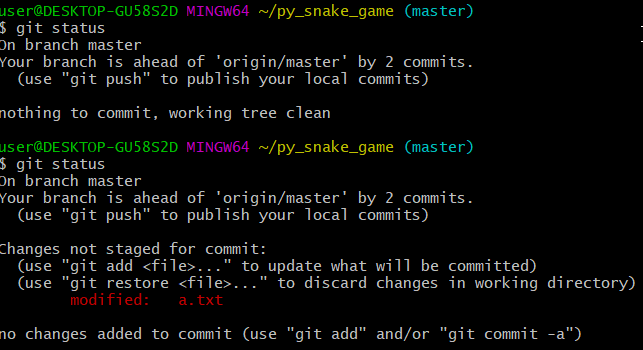 user@DESKTOP-GU58S2D MINGW64 ~/py_snake_game (master)
$ git status
On branch master
Your branch is ahead of 'origin/master' by 2 commits.
  (use "git push" to publish your local commits)

nothing to commit, working tree clean

user@DESKTOP-GU58S2D MINGW64 ~/py_snake_game (master)
$ git status
On branch master
Your branch is ahead of 'origin/master' by 2 commits.
  (use "git push" to publish your local commits)

Changes not staged for commit:
  (use "git add <file>..." to update what will be committed)
  (use "git restore <file>..." to discard changes in working directory)
        modified:   a.txt

no changes added to commit (use "git add" and/or "git commit -a")